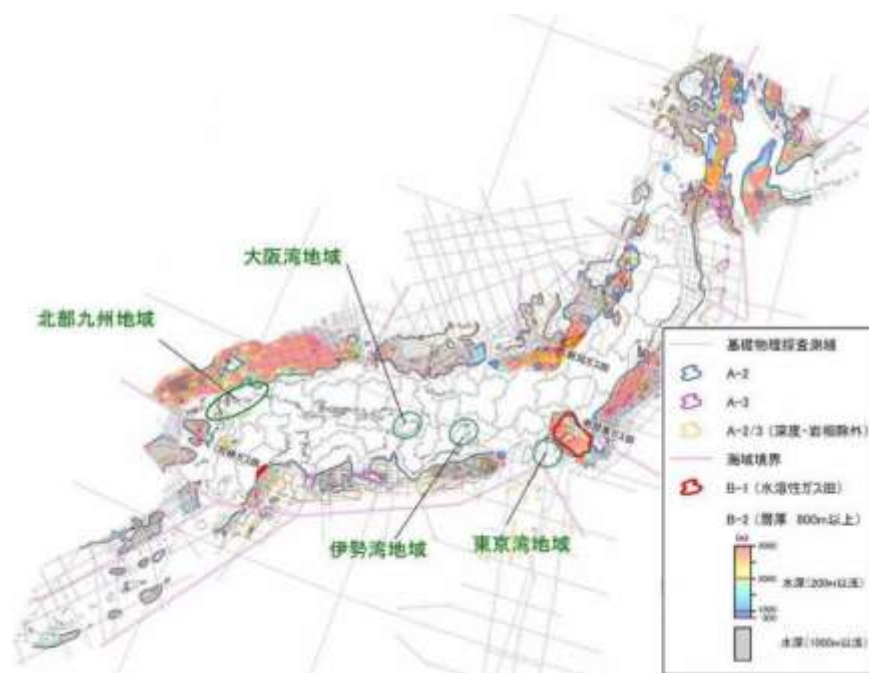 大阪湾地域
北部九州地域
伊勢湾地域
東京湾地域
基礎物理探査測線
A-2
A-3
A-2/3 (深度・岩相除外)
海域境界
B-1 (水溶性ガス田)
B-2 (層厚 800m以上)
水深(200m以浅)
水深(1000m以浅)